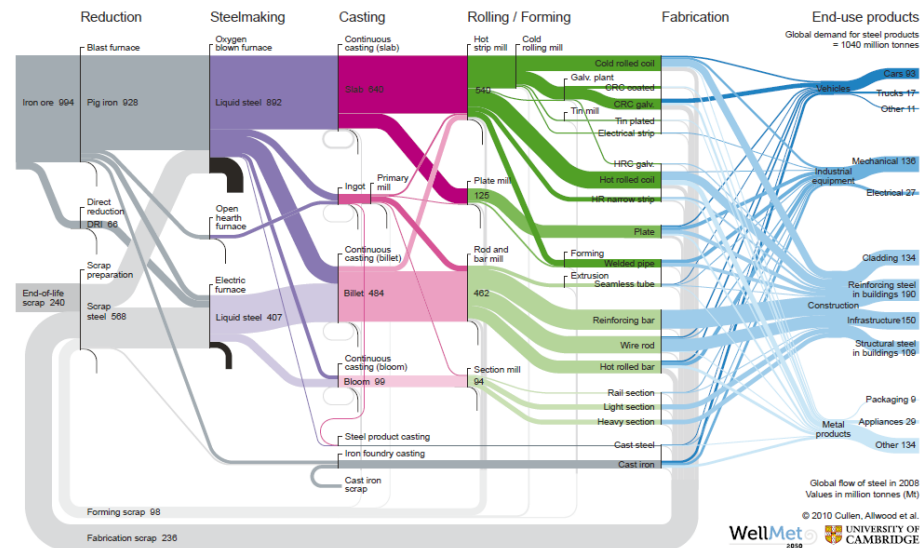 Reduction
Steelmaking
Casting
Rolling / Forming
Fabrication
End-use products
Global demand for steel products
= 1040 million tonnes (Mt)
Blast furnace
Oxygen
blown furnace
Continuous
casting (slab)
Hot
strip mill
Cold
rolling mill
Iron ore 994
Pig iron 928
Liquid steel 892
Slab 640
540
Cold rolled coil
Galv. plant
CRC coated
CRC galv.
Tin mill
Tin plated
Electrical strip
Vehicles
Cars 93
Trucks 17
Other 11
HRC galv.
Hot rolled coil
HR narrow strip
Industrial
equipment
Mechanical 136
Electrical 27
Direct
reduction
DRI 66
Open
hearth
furnace
Ingot
Primary
mill
Plate mill
125
Plate
Scrap
preparation
End-of-life
scrap 240
Scrap
steel 568
Electric
furnace
Liquid steel 407
Continuous
casting (billet)
Billet 484
Rod and
bar mill
462
Forming
Welded pipe
Extrusion
Seamless tube
Reinforcing bar
Wire rod
Hot rolled bar
Construction
Cladding 134
Reinforcing steel
in buildings 190
Infrastructure150
Structural steel
in buildings 109
Continuous
casting (bloom)
Bloom 99
Section mill
94
Rail section
Light section
Heavy section
Steel product casting
Cast steel
Iron foundry casting
Cast iron
Cast iron
scrap
Metal
products
Packaging 9
Appliances 29
Other 134
Forming scrap 98
Fabrication scrap 236
Global flow of steel in 2008
Values in million tonnes (Mt)
© 2010 Cullen, Allwood et al.
WellMet
2050
UNIVERSITY OF
CAMBRIDGE